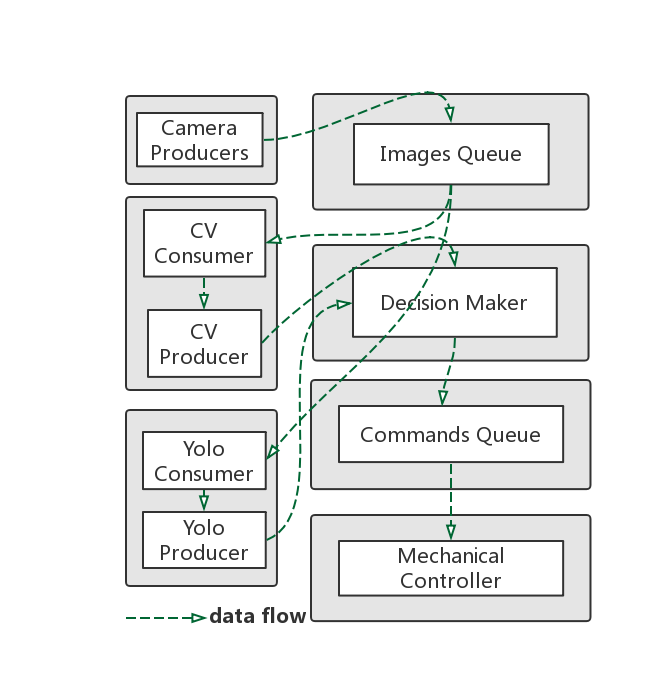 Camera
Producers
Images Queue
CV
Consumer
CV
Producer
Decision Maker
Commands Queue
Yolo
Consumer
Yolo
Producer
Mechanical
Controller
data flow